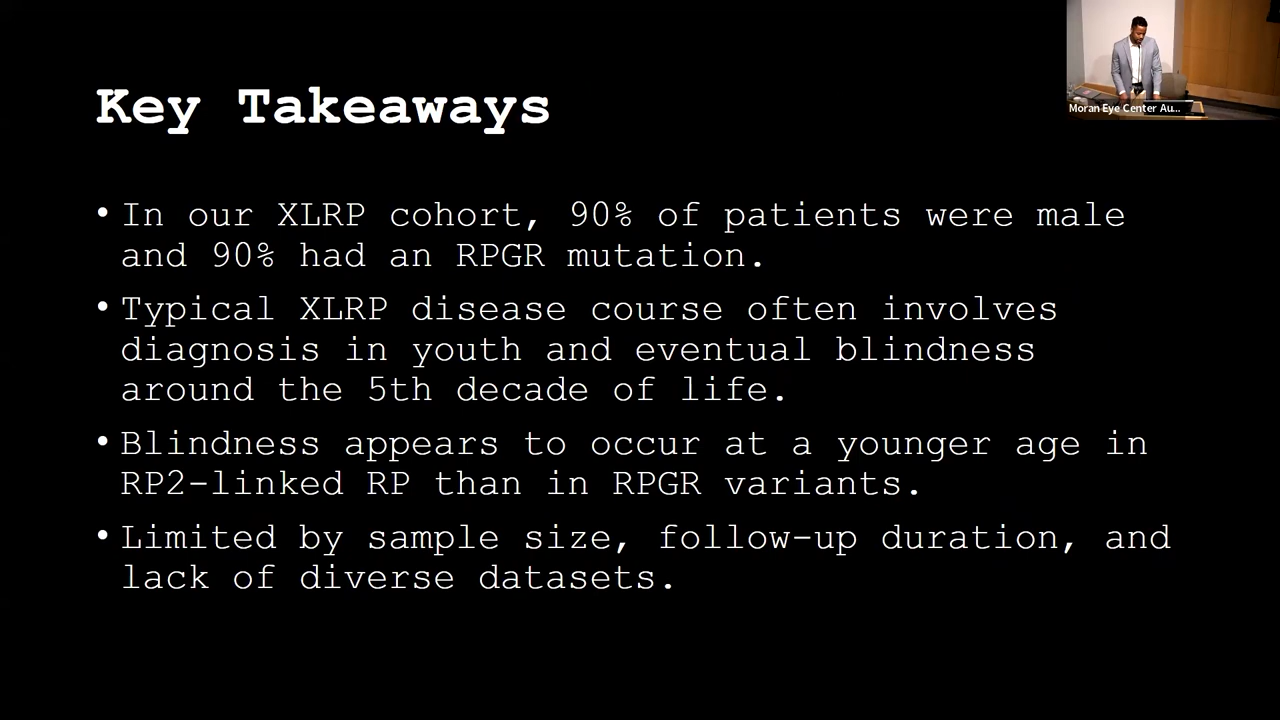 Key Takeaways
Moran Eye Center Au...
• In our XLRP cohort, 90% of patients were male
and 90% had an RPGR mutation.
• Typical XLRP disease course often involves
diagnosis in youth and eventual blindness
around the 5th decade of life.
• Blindness appears to occur at a younger age in
RP2-linked RP than in RPGR variants.
• Limited by sample size, follow-up duration, and
lack of diverse datasets.